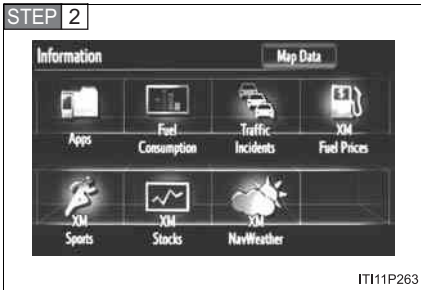 STEP 2
Information Map Data
Apps
Fuel
Consumption
Traffic
Incidents
XM
Fuel Prices
XM
Sports
XM
Stocks
XM
NavWeather
ITI11P263